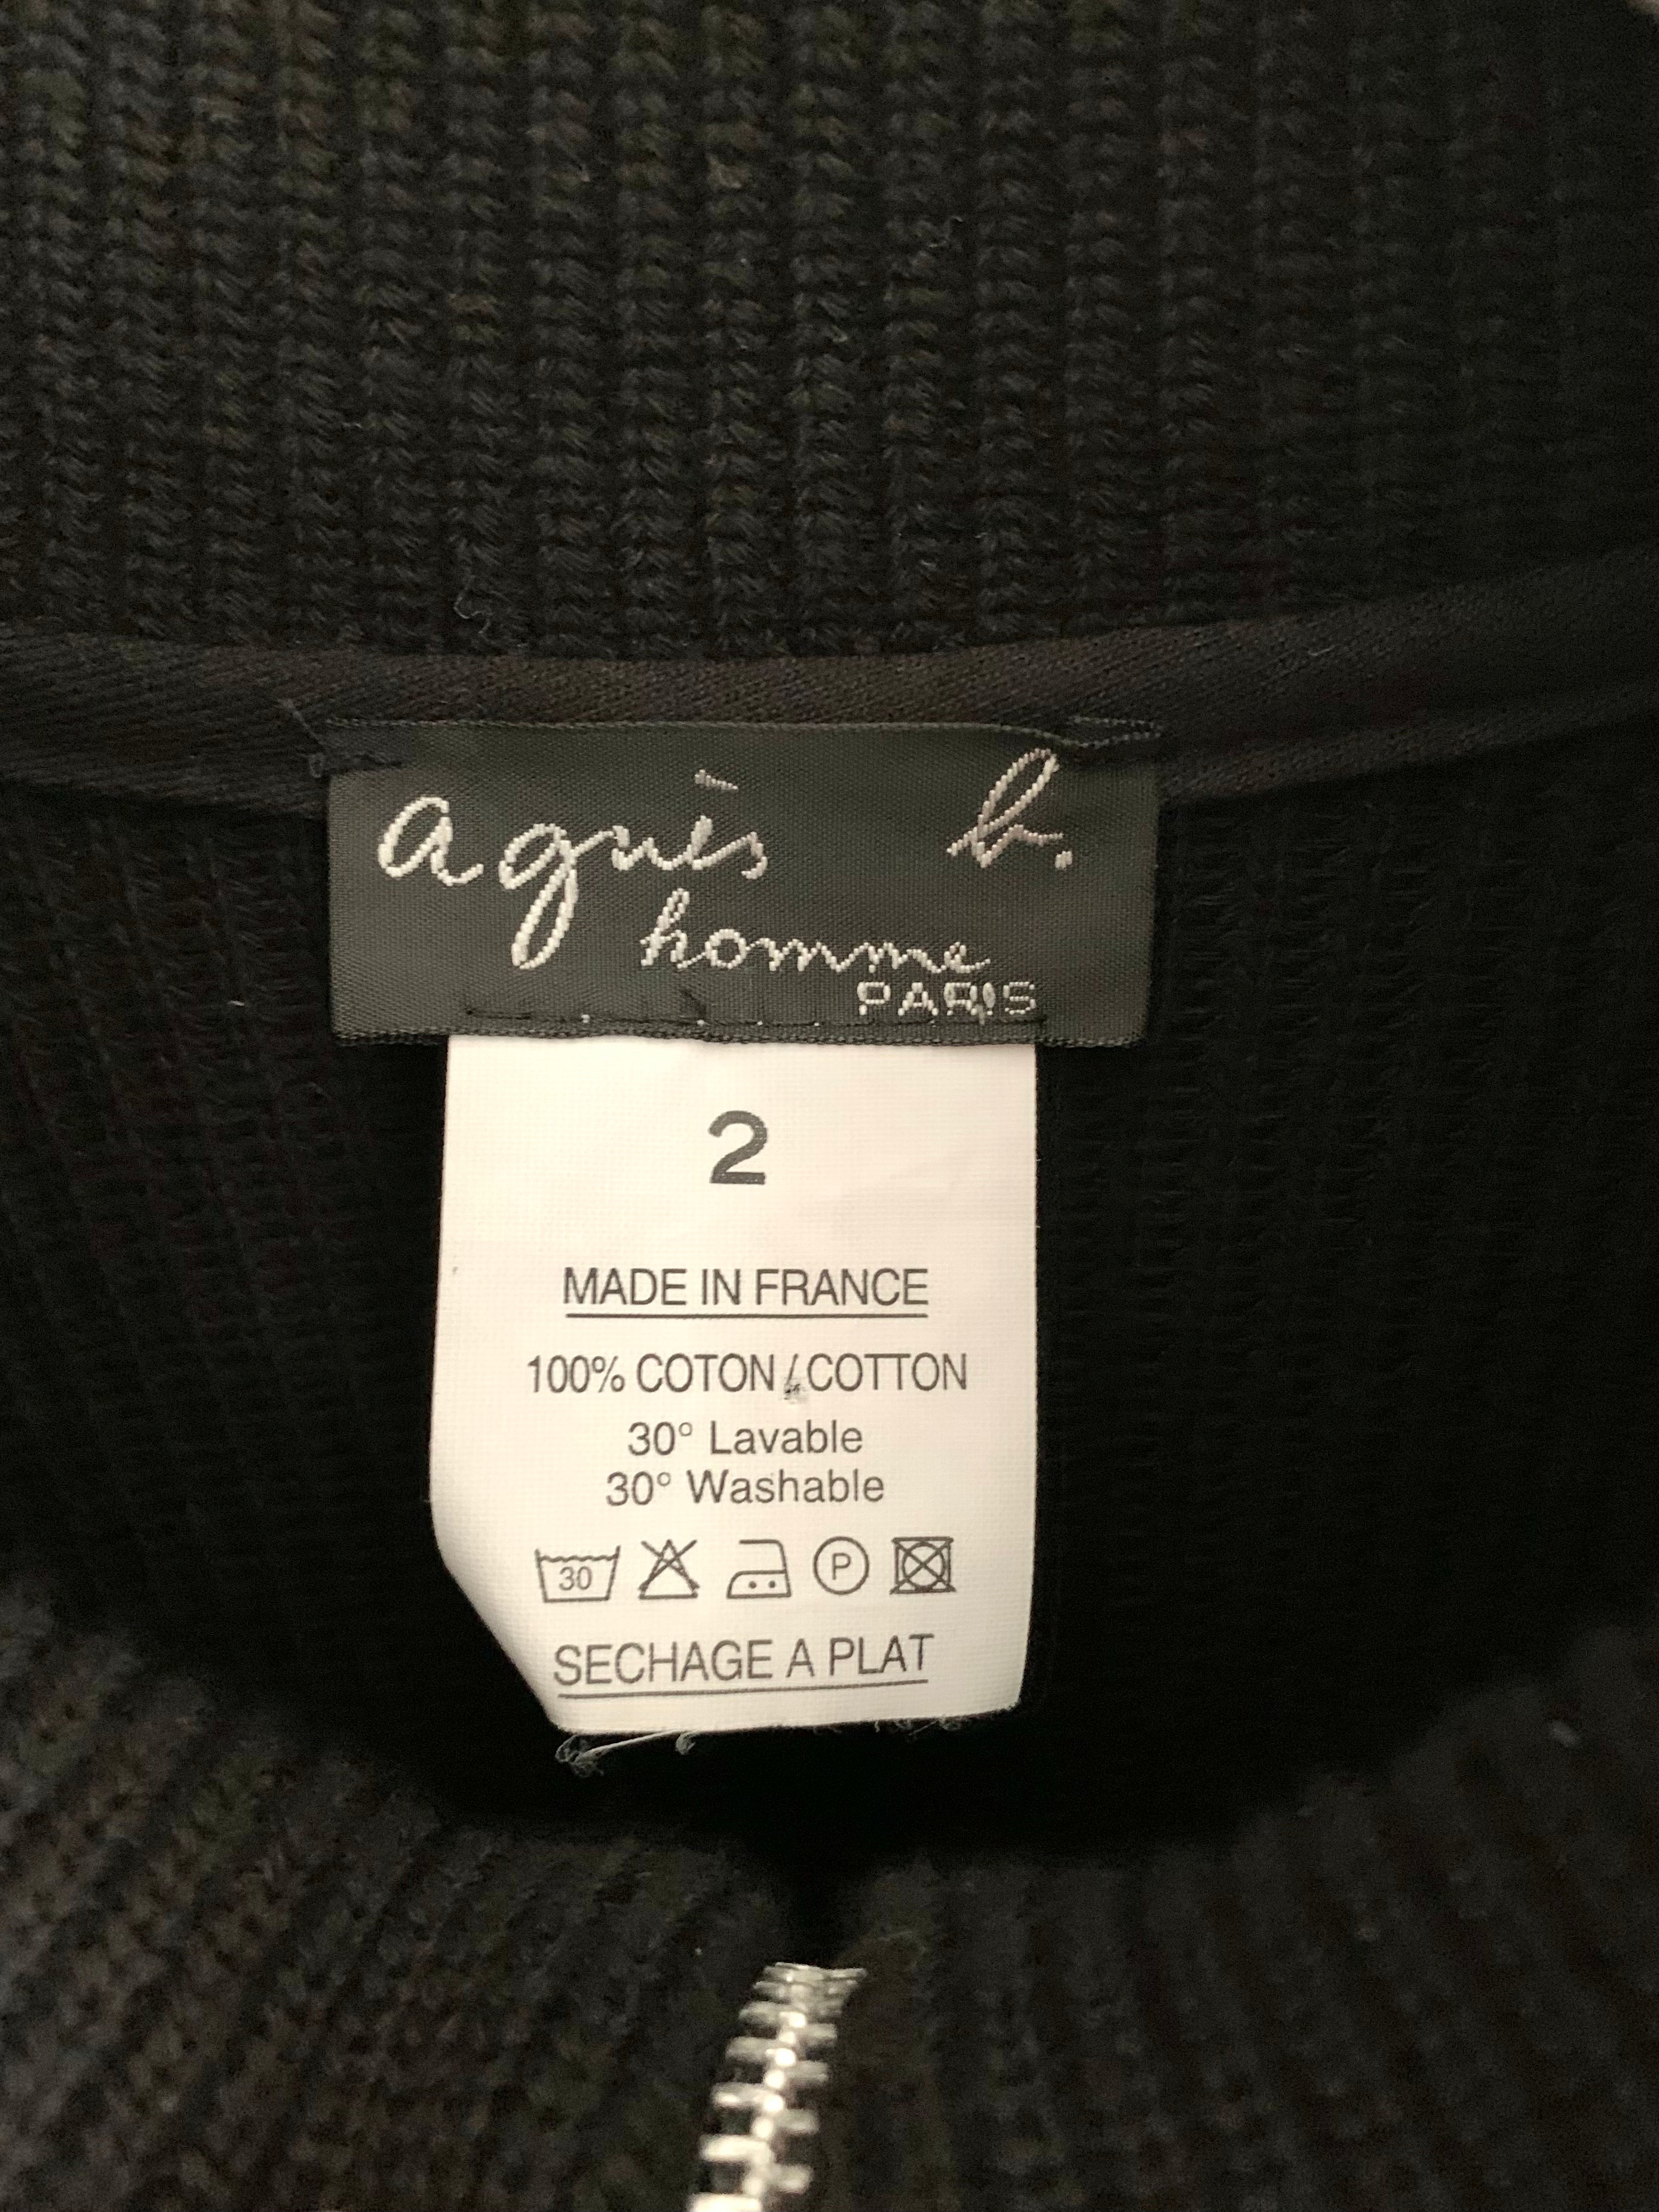 agnès b.
homme
PARIS
2
MADE IN FRANCE
100% COTON / COTTON
30° Lavable
30° Washable
30 P
SECHAGE A PLAT